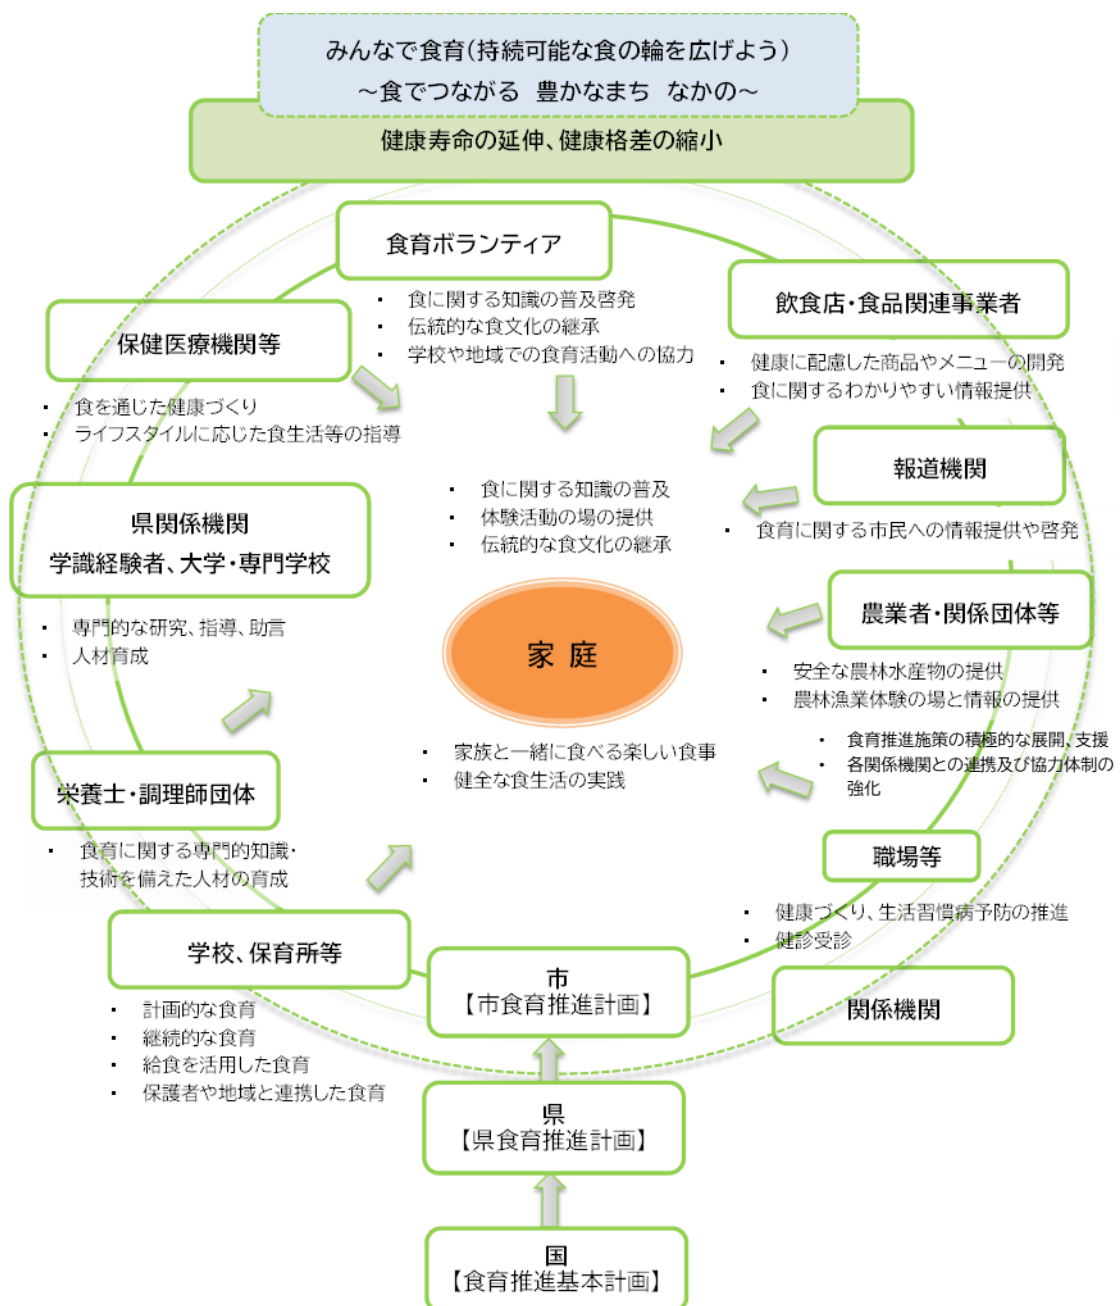 みんなで食育(持続可能な食の輪を広げよう)
～食でつながる 豊かなまち なかの～
健康寿命の延伸、健康格差の縮小
食育ボランティア
・ 食に関する知識の普及啓発
・ 伝統的な食文化の継承
・ 学校や地域での食育活動への協力
飲食店・食品関連事業者
・ 健康に配慮した商品やメニューの開発
・ 食に関するわかりやすい情報提供
保健医療機関等
・ 食を通じた健康づくり
・ ライフスタイルに応じた食生活等の指導
報道機関
・ 食育に関する市民への情報提供や啓発
・ 食に関する知識の普及
・ 体験活動の場の提供
・ 伝統的な食文化の継承
県関係機関
学識経験者、大学・専門学校
・ 専門的な研究、指導、助言
・ 人材育成
農業者・関係団体等
・ 安全な農林水産物の提供
・ 農林漁業体験の場と情報の提供
家庭
・ 家族と一緒に食べる楽しい食事
・ 健全な食生活の実践
・ 食育推進施策の積極的な展開、支援
・ 各関係機関との連携及び協力体制の
強化
栄養士・調理師団体
・ 食育に関する専門的知識・
技術を備えた人材の育成
職場等
・ 健康づくり、生活習慣病予防の推進
・ 健診受診
学校、保育所等
・ 計画的な食育
・ 継続的な食育
・ 給食を活用した食育
・ 保護者や地域と連携した食育
市
【市食育推進計画】
関係機関
県
【県食育推進計画】
国
【食育推進基本計画】